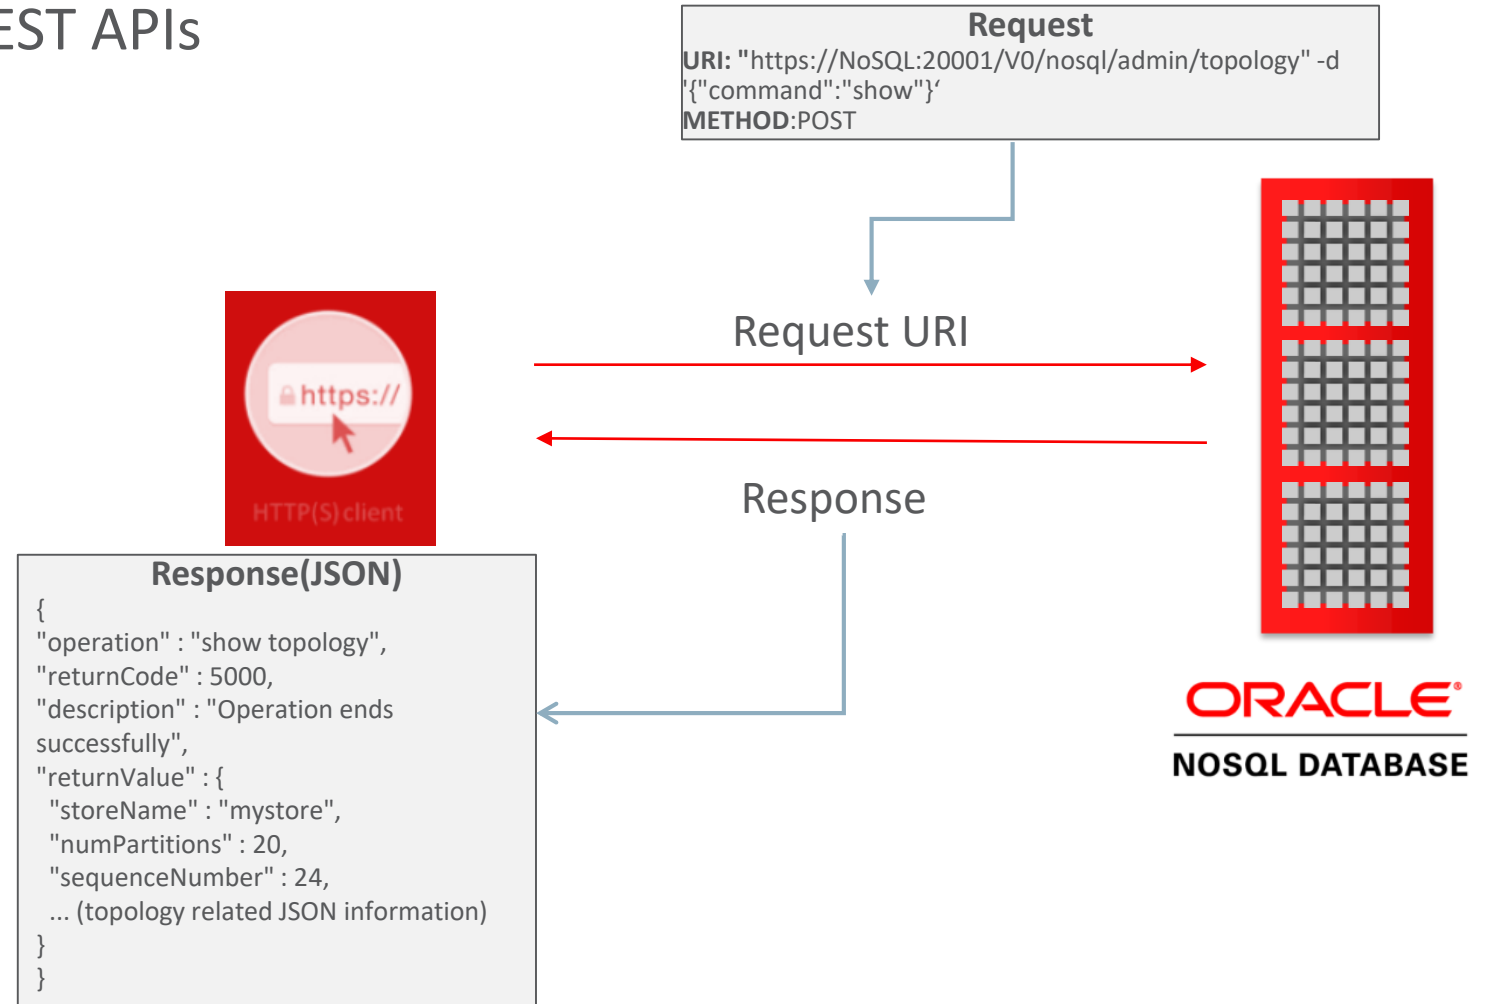 EST APIs
Request
URI: "https://NoSQL:20001/V0/nosql/admin/topology" -d
'{"command":"show"}‘
METHOD:POST
Request URI
https://
HTTP(S) client
Response
Response(JSON)
{
"operation" : "show topology",
"returnCode" : 5000,
"description" : "Operation ends
successfully",
"returnValue" : {
"storeName" : "mystore",
"numPartitions" : 20,
"sequenceNumber" : 24,
... (topology related JSON information)
}
}
ORACLE®
NOSQL DATABASE